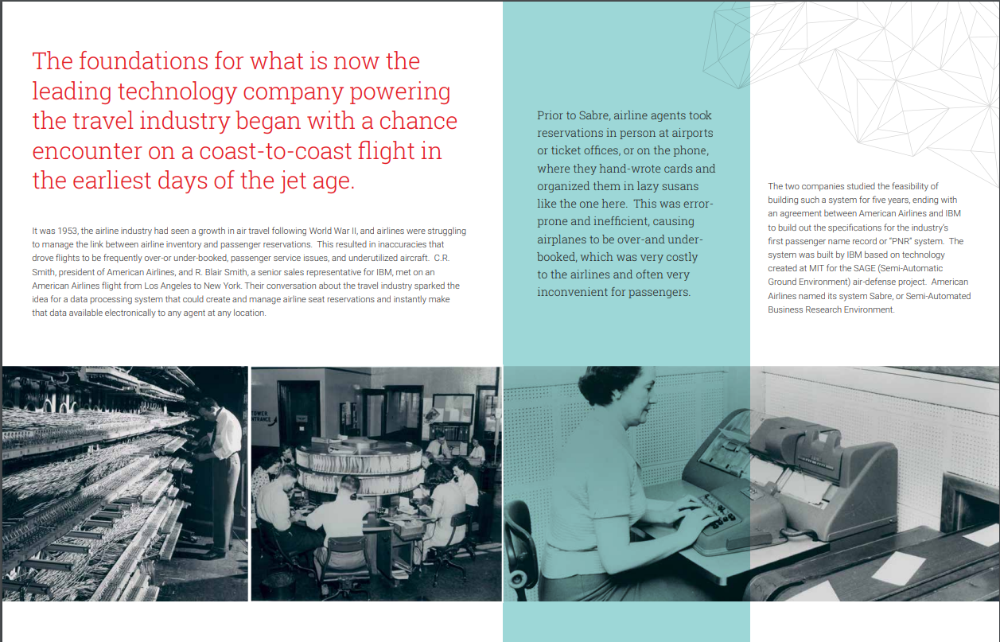 The foundations for what is now the
leading technology company powering
the travel industry began with a chance
encounter on a coast-to-coast flight in
the earliest days of the jet age.
It was 1953, the airline industry had seen a growth in air travel following World War II, and airlines were struggling
to manage the link between airline inventory and passenger reservations.  This resulted in inaccuracies that
drove flights to be frequently over-or under-booked, passenger service issues, and underutilized aircraft.  C.R.
Smith, president of American Airlines, and R. Blair Smith, a senior sales representative for IBM, met on an
American Airlines flight from Los Angeles to New York. Their conversation about the travel industry sparked the
idea for a data processing system that could create and manage airline seat reservations and instantly make
that data available electronically to any agent at any location.
Prior to Sabre, airline agents took
reservations in person at airports
or ticket offices, or on the phone,
where they hand-wrote cards and
organized them in lazy susans
like the one here.  This was error-
prone and inefficient, causing
airplanes to be over-and under-
booked, which was very costly
to the airlines and often very
inconvenient for passengers.
The two companies studied the feasibility of
building such a system for five years, ending with
an agreement between American Airlines and IBM
to build out the specifications for the industry's
first passenger name record or “PNR” system.  The
system was built by IBM based on technology
created at MIT for the SAGE (Semi-Automatic
Ground Environment) air-defense project.  American
Airlines named its system Sabre, or Semi-Automated
Business Research Environment.
TOWER
ENTRANCE